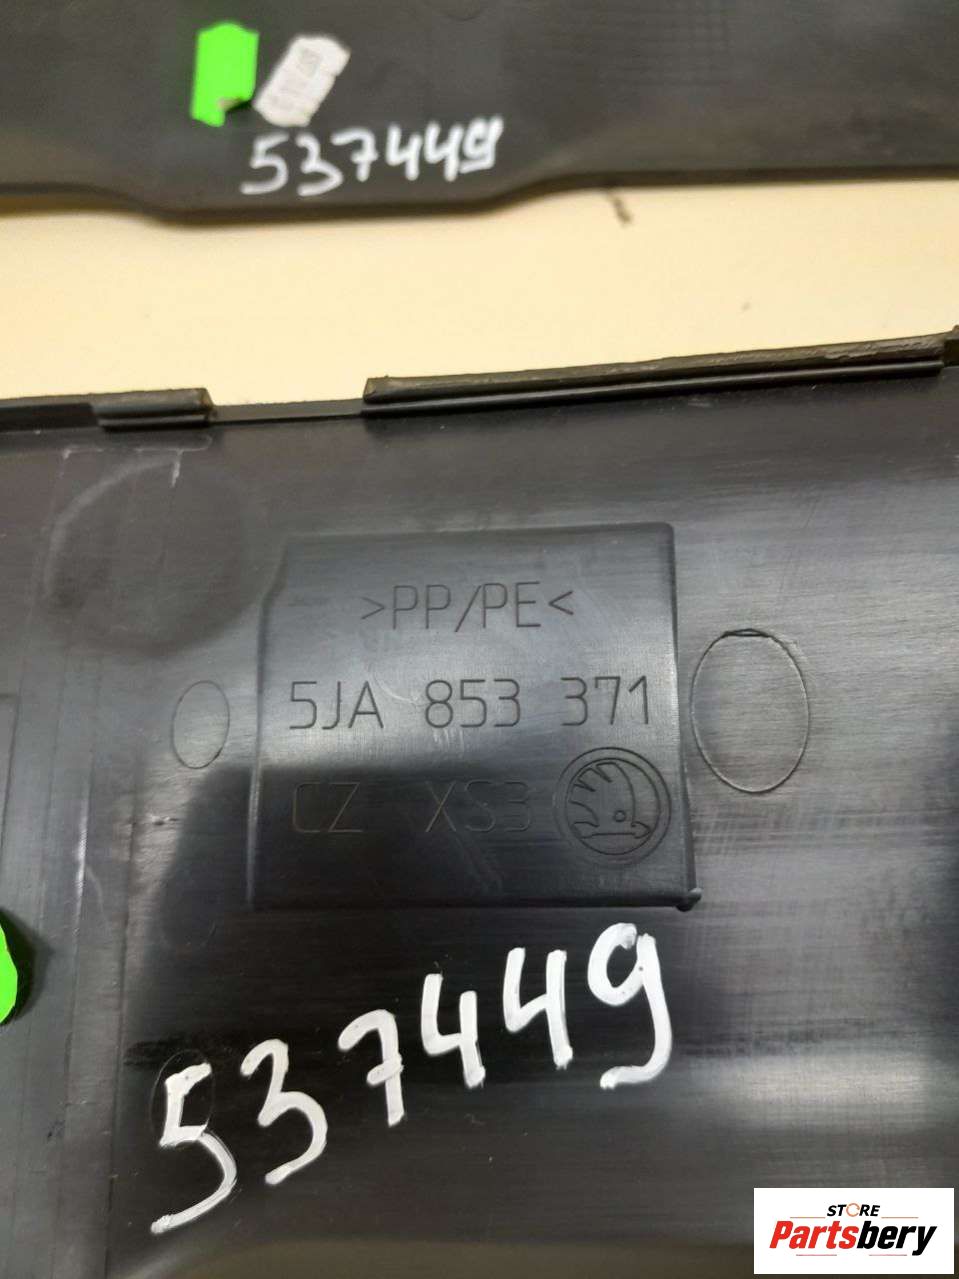 537449
>PP/PE<
5JA 853 371
CZ XS3
537449
STORE
Partsbery